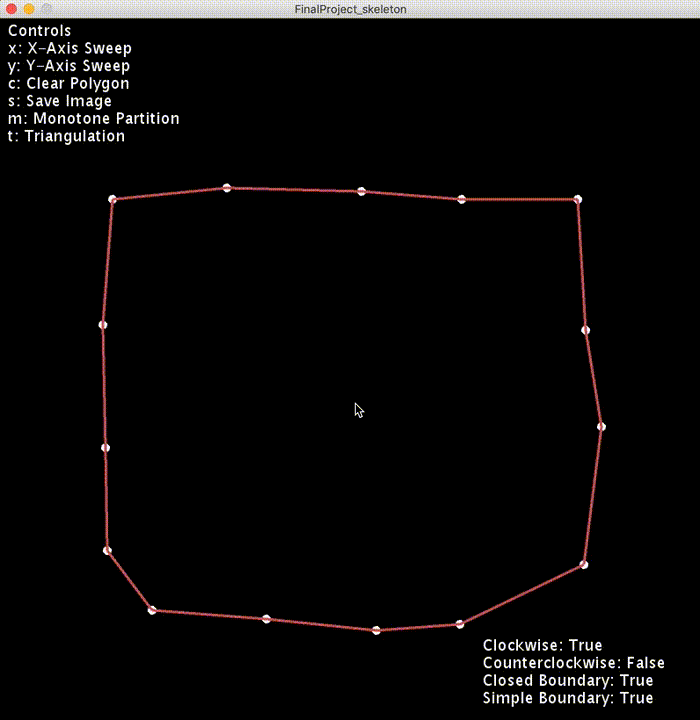 FinalProject_skeleton
Controls
x: X-Axis Sweep
y: Y-Axis Sweep
c: Clear Polygon
s: Save Image
m: Monotone Partition
t: Triangulation
Clockwise: True
Counterclockwise: False
Closed Boundary: True
Simple Boundary: True